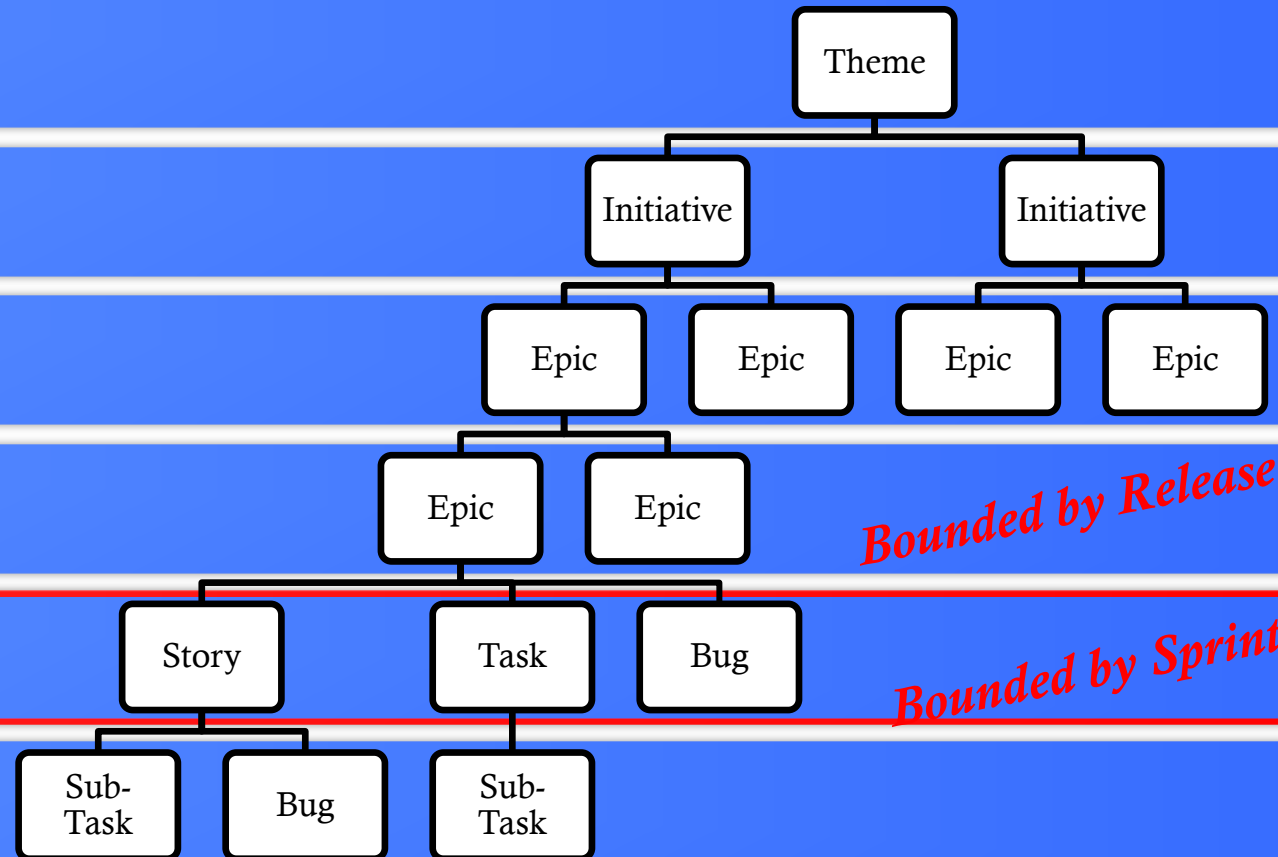 Theme
Initiative
Initiative
Epic
Epic
Epic
Epic
Epic
Epic
Bounded by Release
Story
Task
Bug
Bounded by Sprint
Sub-
Task
Bug
Sub-
Task